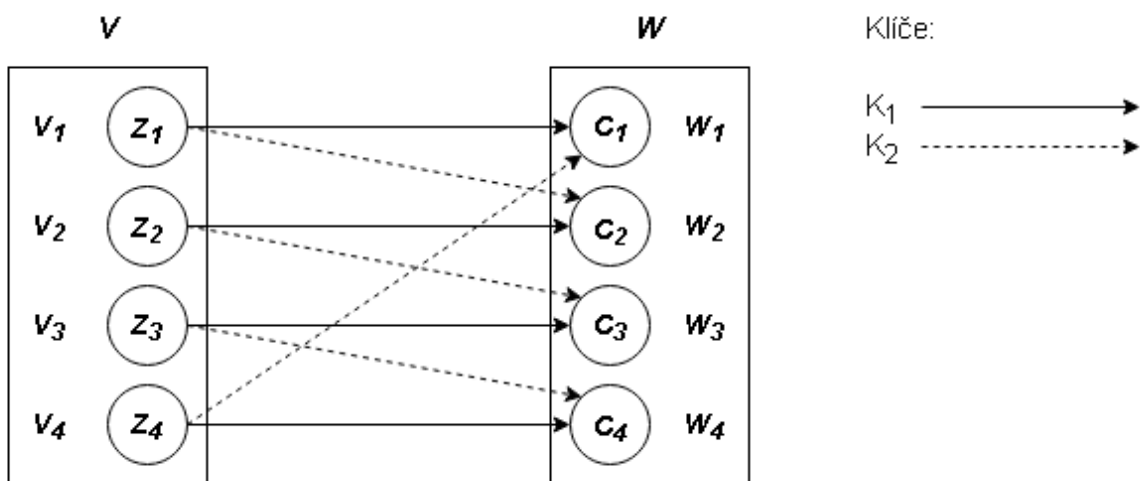 V W Klíče:
V1 Z1 C1 W1 K1
K2
V2 Z2 C2 W2
V3 Z3 C3 W3
V4 Z4 C4 W4